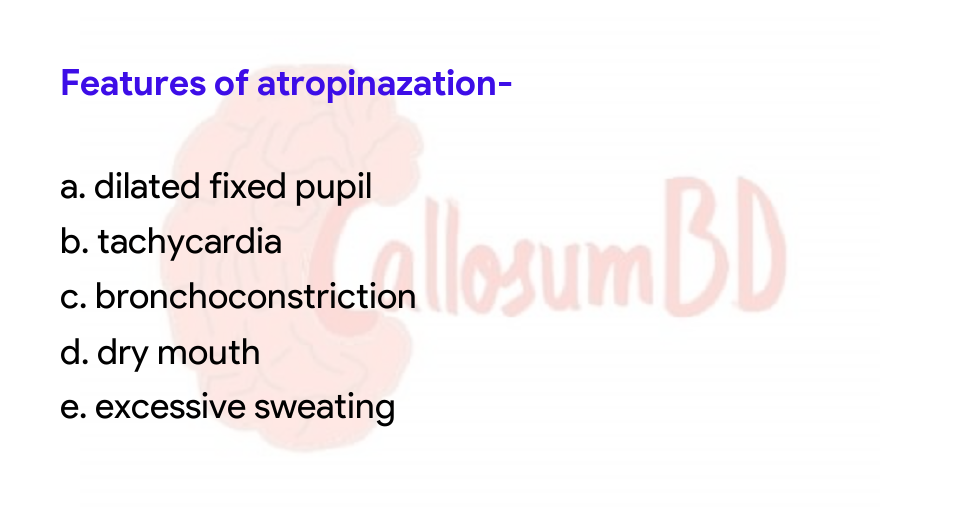 Features of atropinazation-
a. dilated fixed pupil
b. tachycardia
c. bronchoconstriction
d. dry mouth
e. excessive sweating
CallosumBD